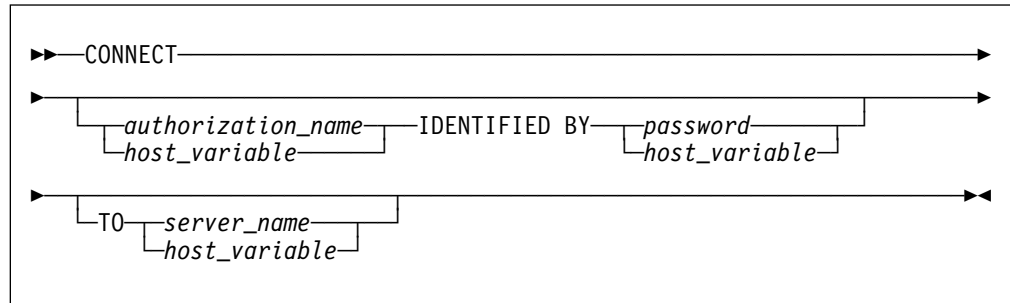 CONNECT
authorization_name IDENTIFIED BY password
host_variable host_variable
TO server_name
host_variable